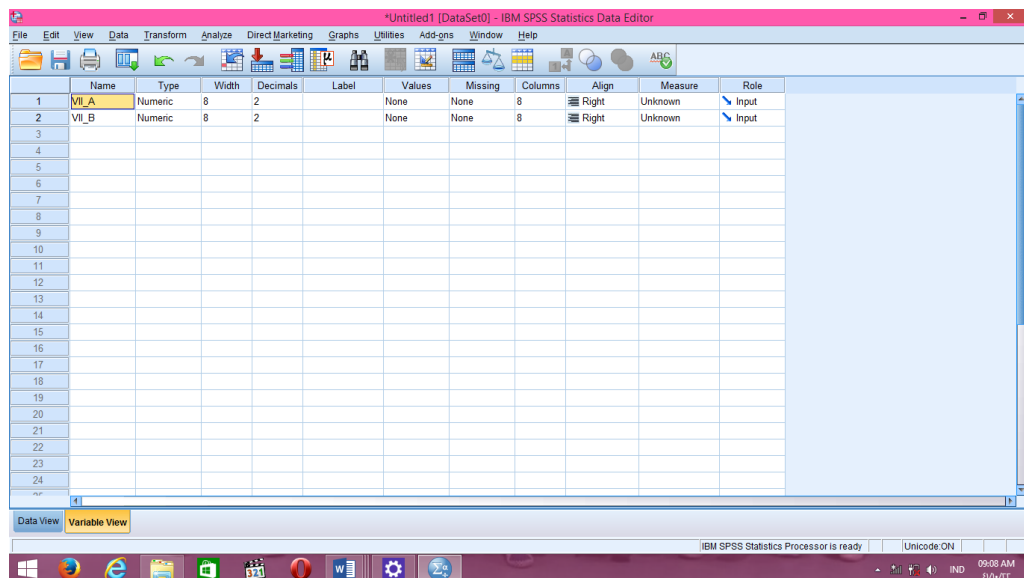 *Untitled1 [DataSet0] - IBM SPSS Statistics Data Editor
File Edit View Data Transform Analyze Direct Marketing Graphs Utilities Add-ons Window Help
Name Type Width Decimals Label Values Missing Columns Align Measure Role
1 VII_A Numeric 8 2 None None 8 Right Unknown Input
2 VII_B Numeric 8 2 None None 8 Right Unknown Input
3
4
5
6
7
8
9
10
11
12
13
14
15
16
17
18
19
20
21
22
23
24
Data View Variable View
IBM SPSS Statistics Processor is ready Unicode:ON
321 IND 09:08 AM